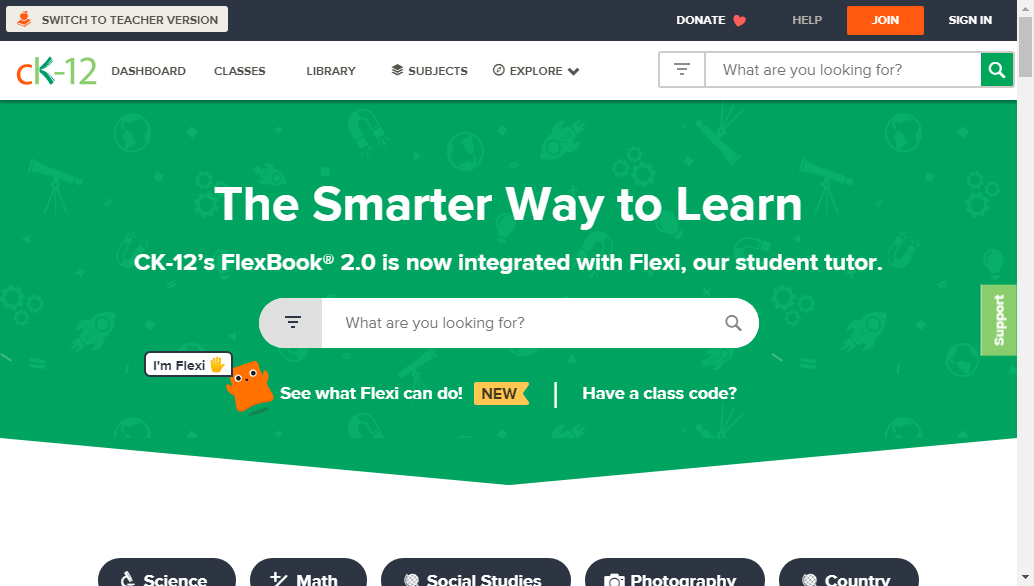 SWITCH TO TEACHER VERSION
DONATE HELP JOIN SIGN IN
cK-12 DASHBOARD CLASSES LIBRARY SUBJECTS EXPLORE What are you looking for?
The Smarter Way to Learn
CK-12’s FlexBook® 2.0 is now integrated with Flexi, our student tutor.
What are you looking for?
Support
I'm Flexi
See what Flexi can do! NEW | Have a class code?
Science Math Social Studies Photography Country